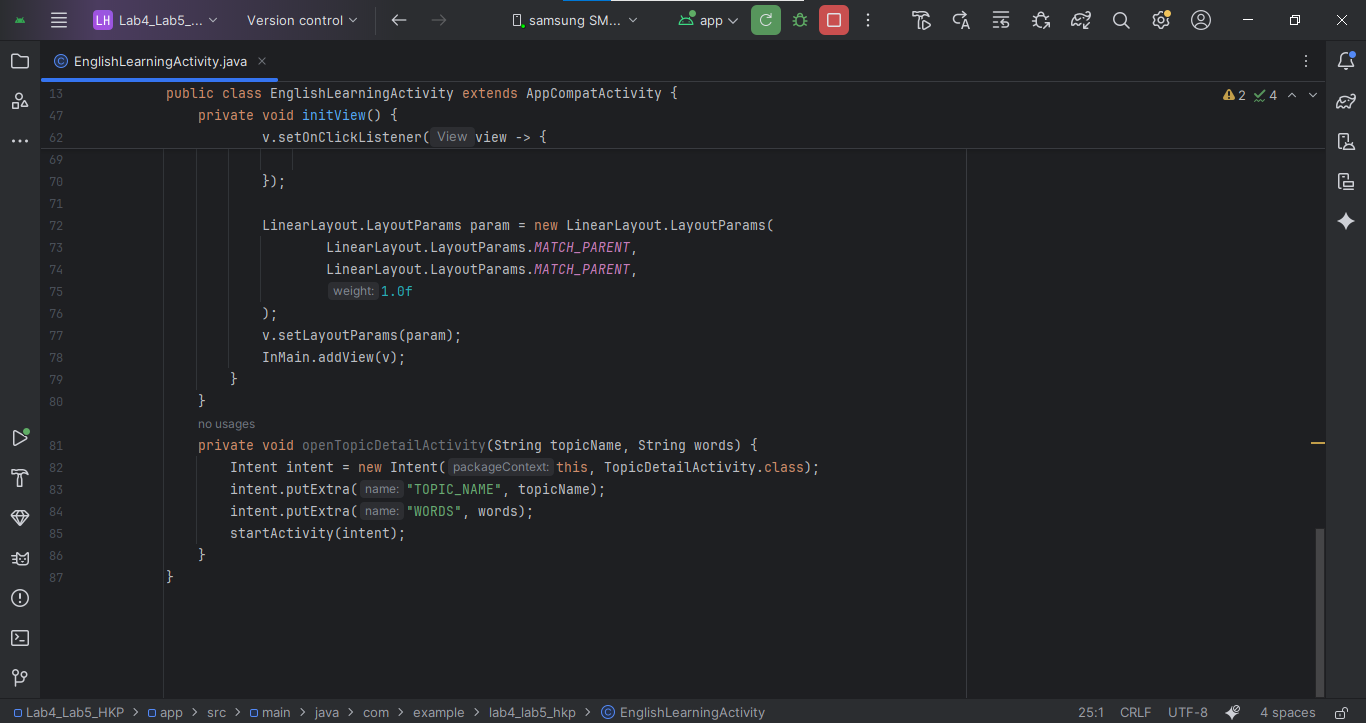 LH Lab4_Lab5_... Version control samsung SM... app
EnglishLearningActivity.java
13 public class EnglishLearningActivity extends AppCompatActivity { 2 4
47 private void initView() {
62 v.setOnClickListener( View view -> {
69
70 });
71
72 LinearLayout.LayoutParams param = new LinearLayout.LayoutParams(
73 LinearLayout.LayoutParams.MATCH_PARENT,
74 LinearLayout.LayoutParams.MATCH_PARENT,
75 weight: 1.0f
76 );
77 v.setLayoutParams(param);
78 InMain.addView(v);
79 }
80 }
no usages
81 private void openTopicDetailActivity(String topicName, String words) {
82 Intent intent = new Intent( packageContext: this, TopicDetailActivity.class);
83 intent.putExtra( name: "TOPIC_NAME", topicName);
84 intent.putExtra( name: "WORDS", words);
85 startActivity(intent);
86 }
87 }
Lab4_Lab5_HKP > app > src > main > java > com > example > lab4_lab5_hkp > EnglishLearningActivity 25:1 CRLF UTF-8 4 spaces